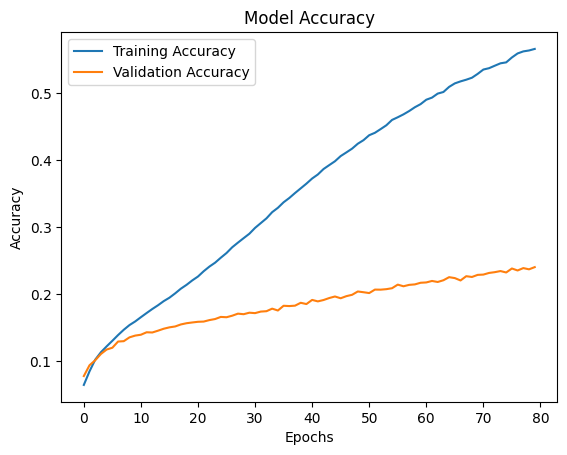 Model Accuracy
Training Accuracy
Validation Accuracy
Accuracy
0.5
0.4
0.3
0.2
0.1
0 10 20 30 40 50 60 70 80
Epochs